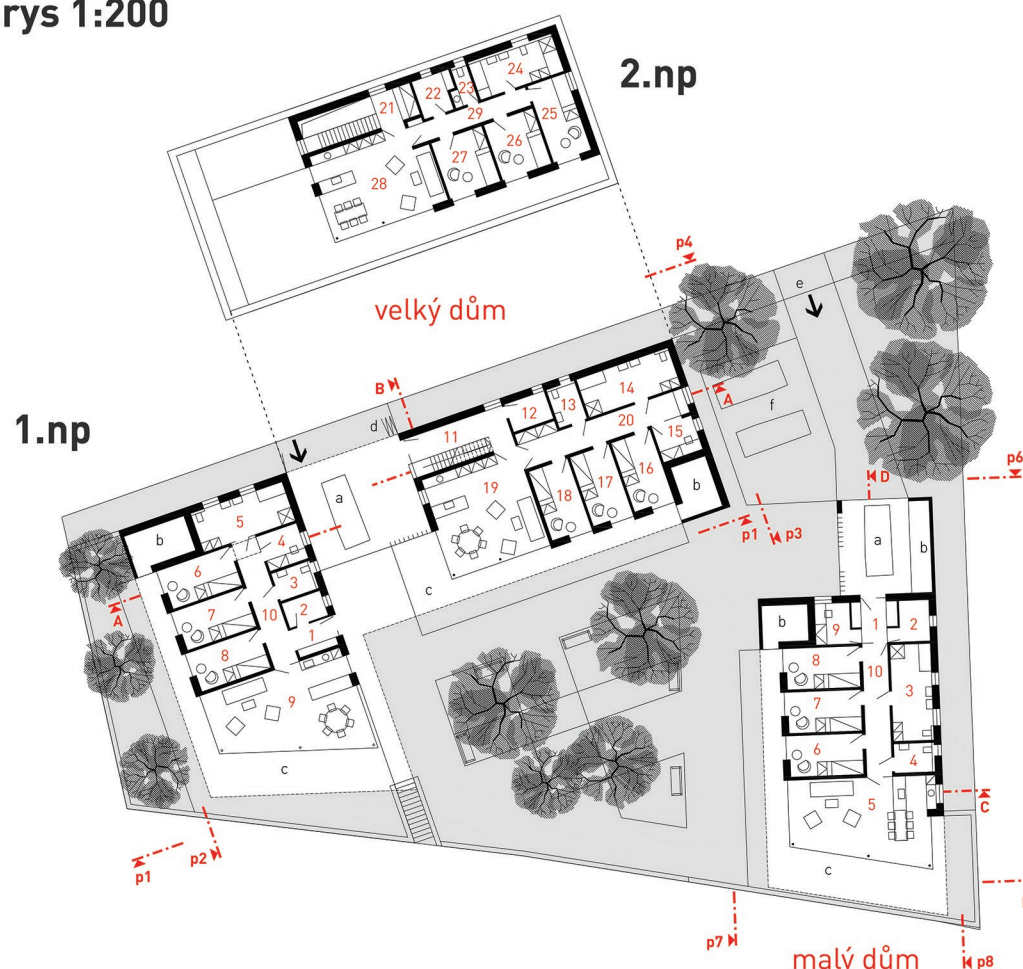 rys 1:200
2.np
24
23
22
21
29
25
26
27
28
p4
velký dům
e
B
A
f
1.np
d
14
13
12
11
20
15
a
19
18
17
16
b
D
p6
5
b
4
6
3
7
10
2
8
1
9
c
c
p1
p3
A
a
b
b
9
1
2
8
10
3
7
6
4
5
C
c
p1
p2
p7
p8
malý dům